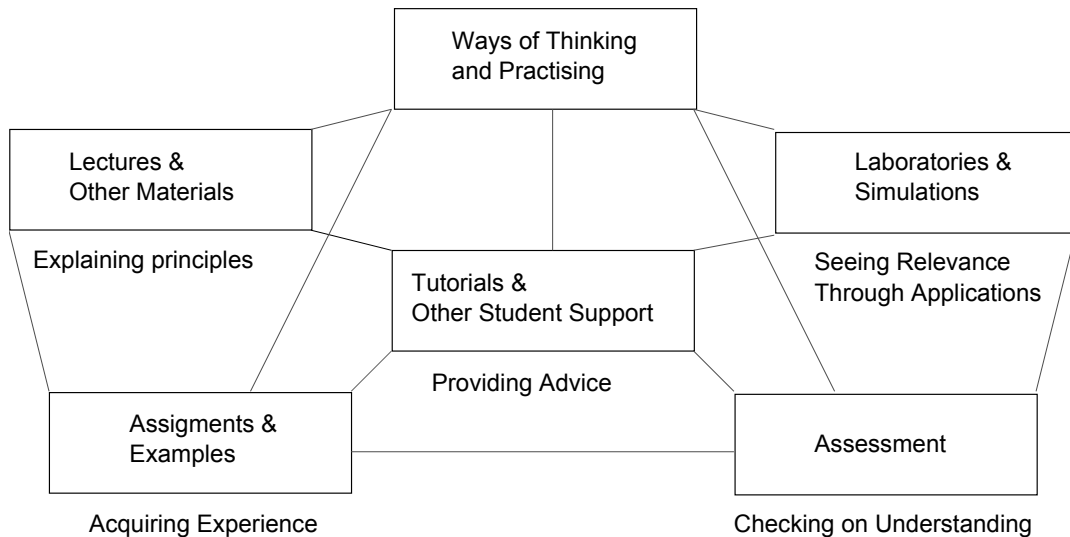 Ways of Thinking
and Practising
Lectures &
Other Materials
Laboratories &
Simulations
Explaining principles
Seeing Relevance
Through Applications
Tutorials &
Other Student Support
Providing Advice
Assigments &
Examples
Assessment
Acquiring Experience
Checking on Understanding